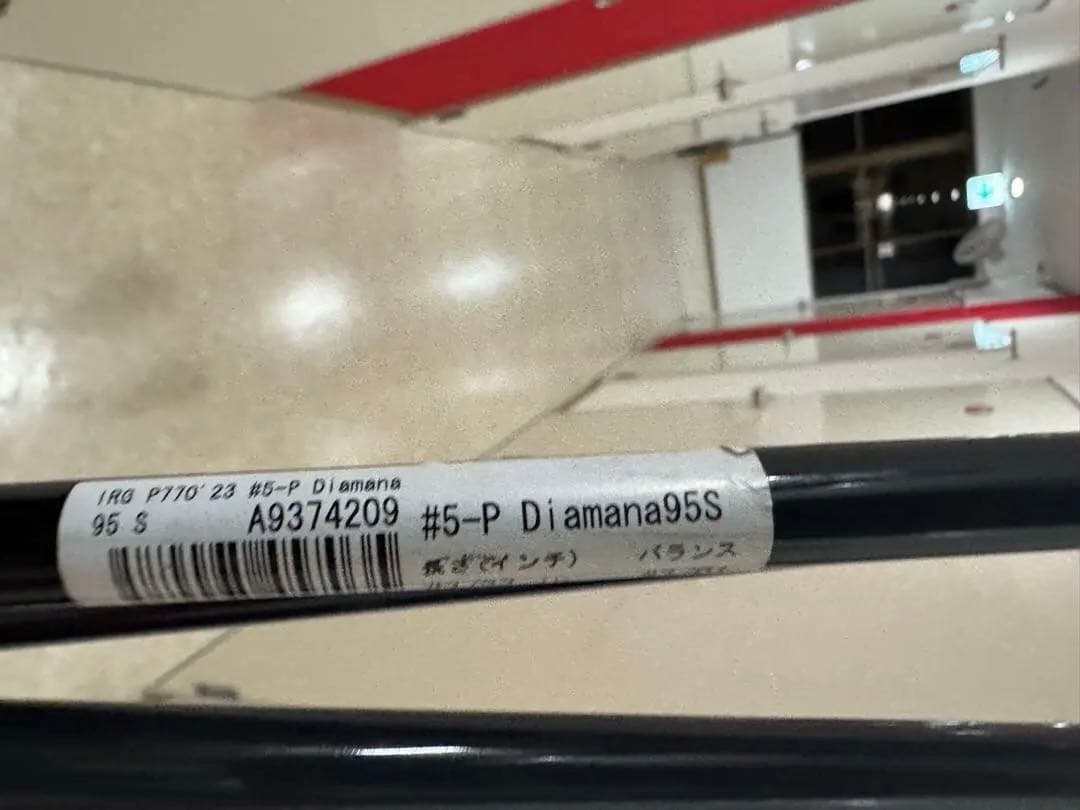 IRG P770'23 #5-P Diamana
95 S A9374209
#5-P Diamana95S
長さ(インチ) バランス